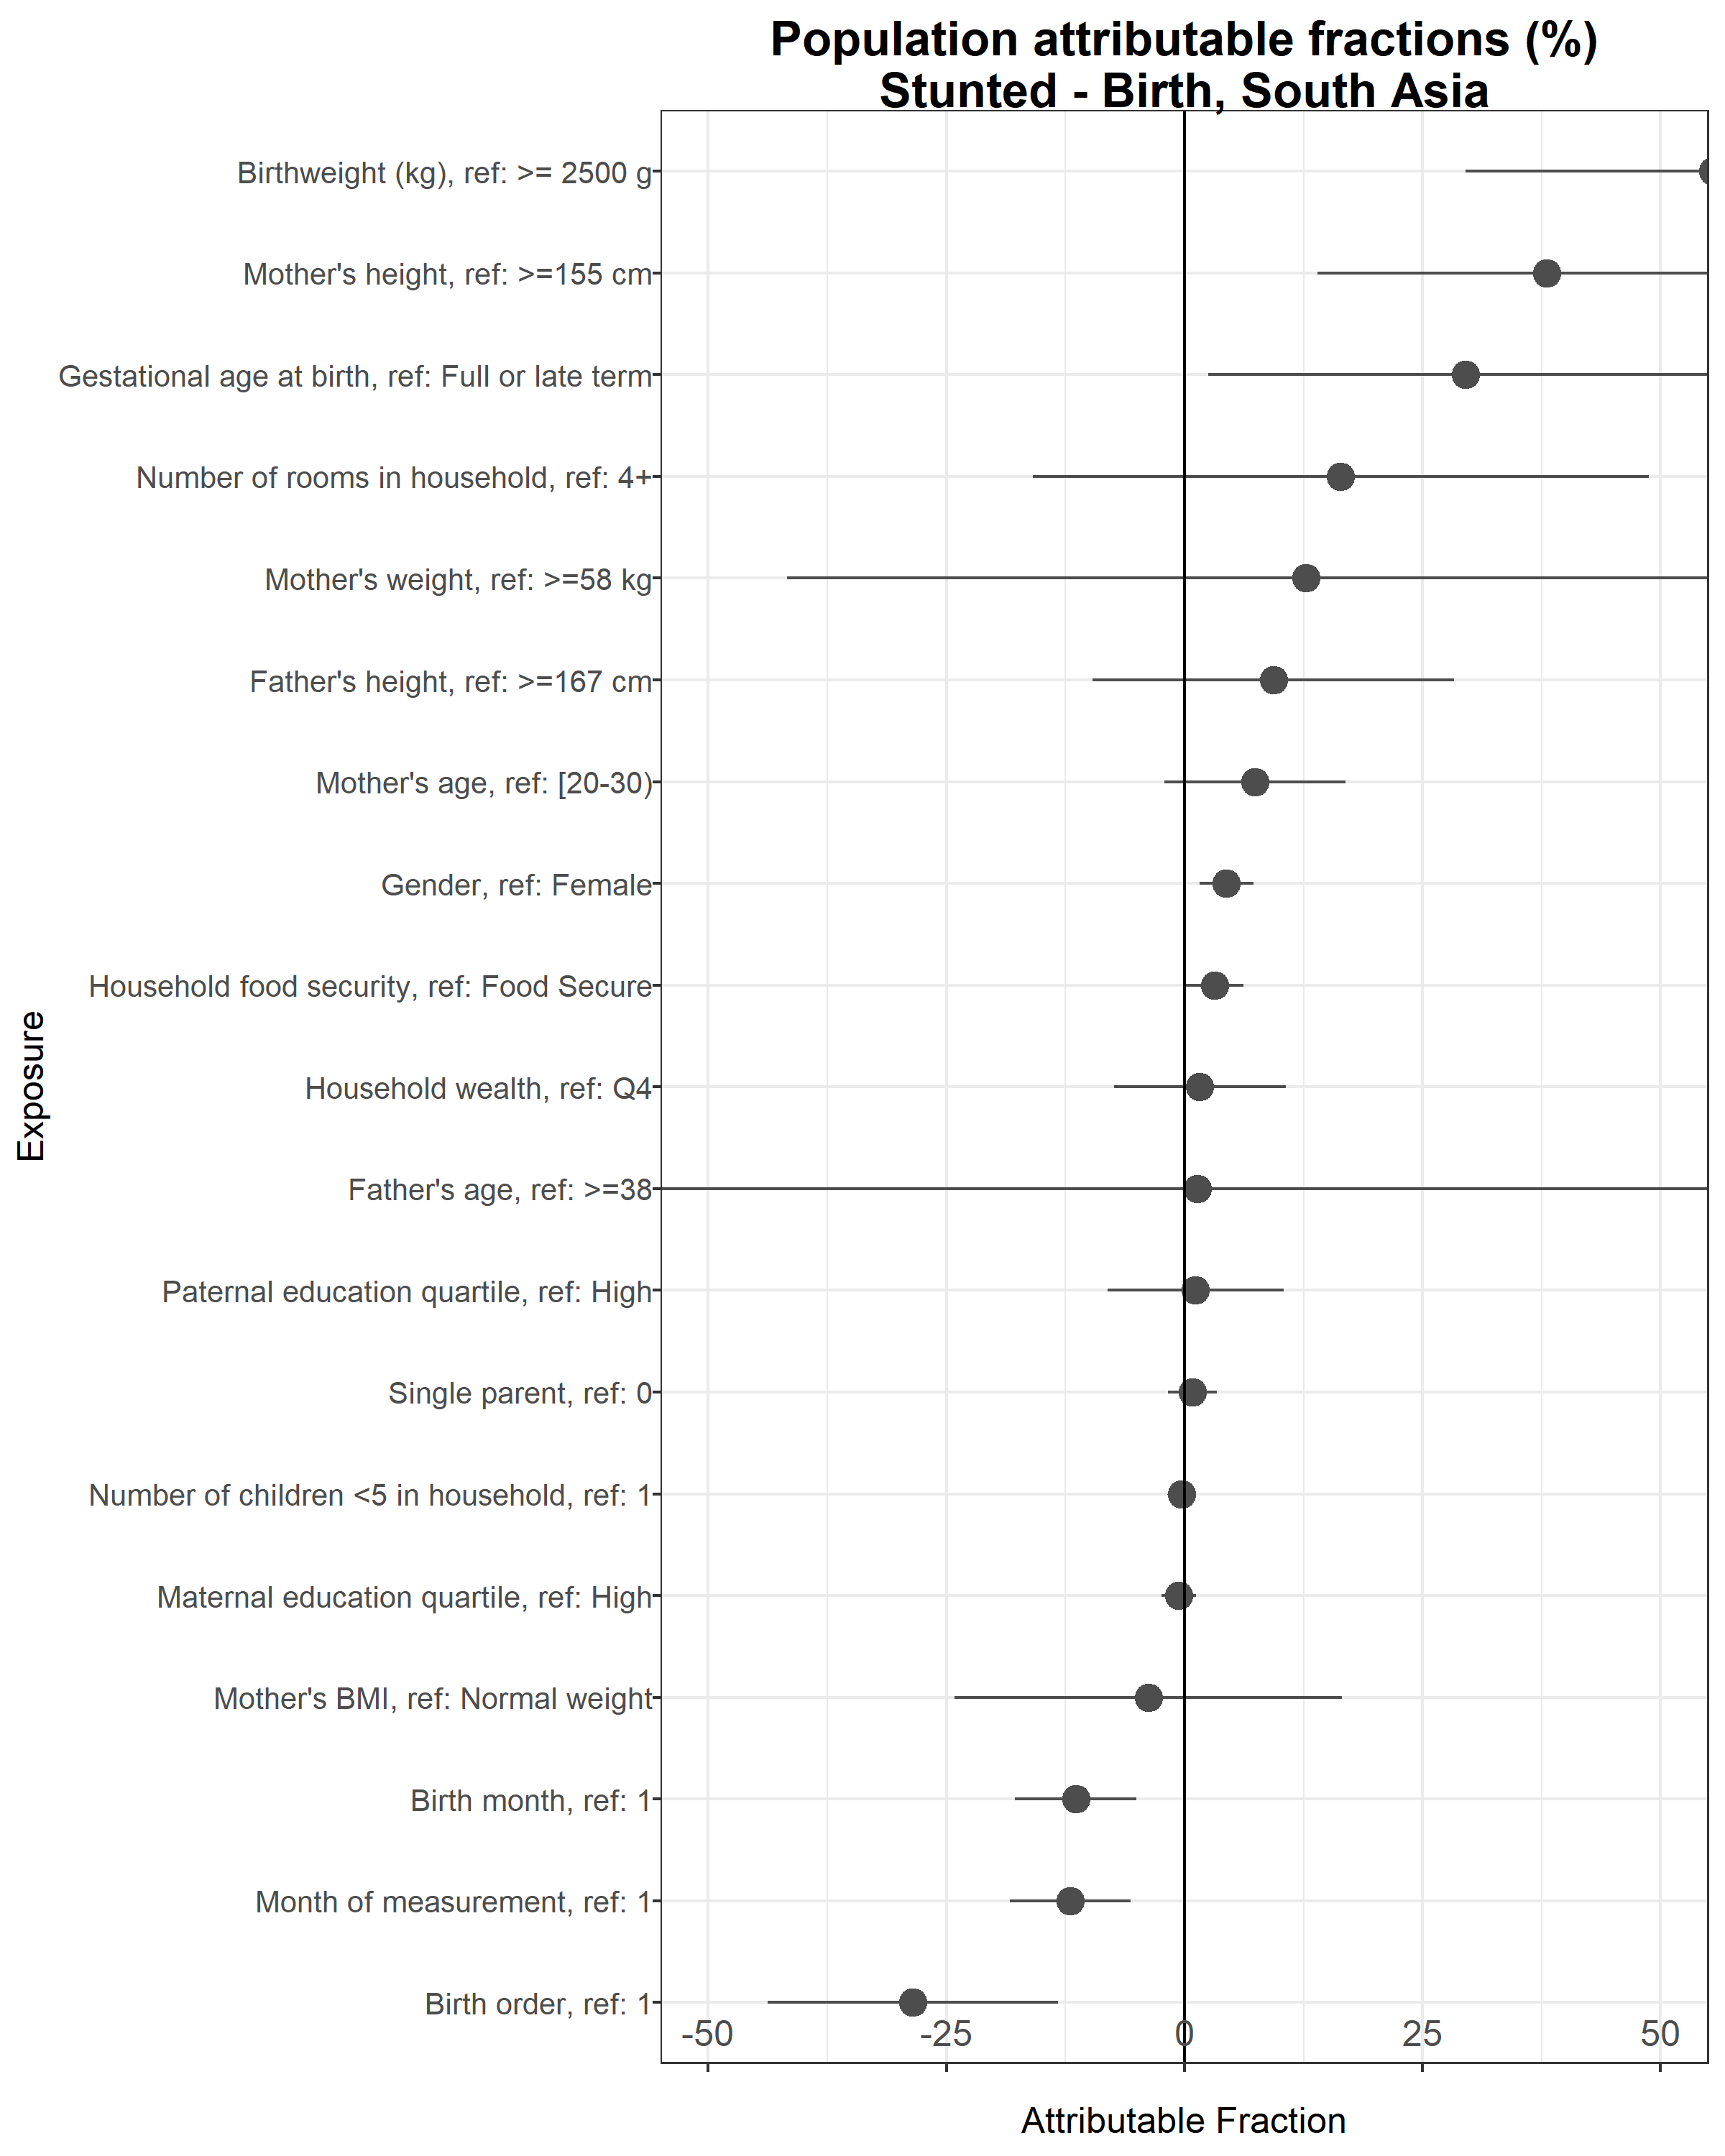 Population attributable fractions (%)
Stunted - Birth, South Asia
Birthweight (kg), ref: >= 2500 g
Mother's height, ref: >=155 cm
Gestational age at birth, ref: Full or late term
Number of rooms in household, ref: 4+
Mother's weight, ref: >=58 kg
Father's height, ref: >=167 cm
Mother's age, ref: [20-30)
Gender, ref: Female
Household food security, ref: Food Secure
Household wealth, ref: Q4
Father's age, ref: >=38
Paternal education quartile, ref: High
Single parent, ref: 0
Number of children <5 in household, ref: 1
Maternal education quartile, ref: High
Mother's BMI, ref: Normal weight
Birth month, ref: 1
Month of measurement, ref: 1
Birth order, ref: 1
Exposure
-50 -25 0 25 50
Attributable Fraction